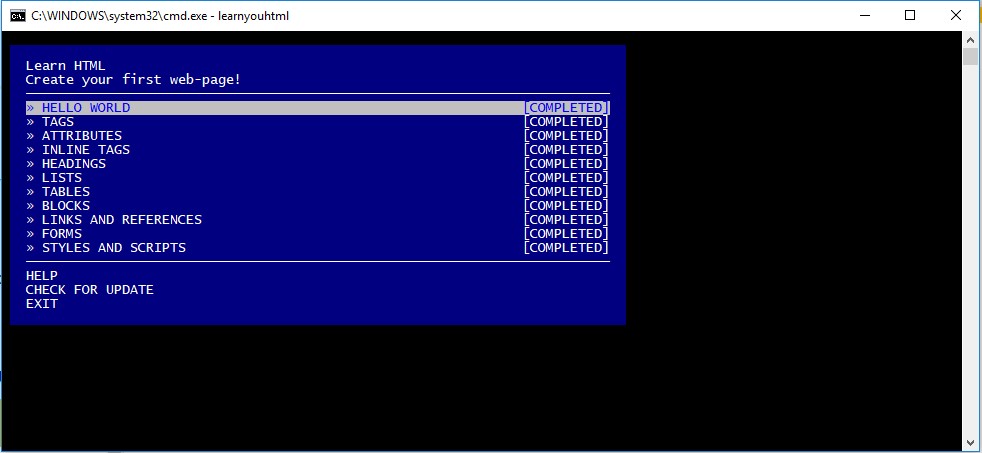 C:\WINDOWS\system32\cmd.exe - learnyouhtml
Learn HTML
Create your first web-page!
» HELLO WORLD [COMPLETED]
» TAGS [COMPLETED]
» ATTRIBUTES [COMPLETED]
» INLINE TAGS [COMPLETED]
» HEADINGS [COMPLETED]
» LISTS [COMPLETED]
» TABLES [COMPLETED]
» BLOCKS [COMPLETED]
» LINKS AND REFERENCES [COMPLETED]
» FORMS [COMPLETED]
» STYLES AND SCRIPTS [COMPLETED]
HELP
CHECK FOR UPDATE
EXIT